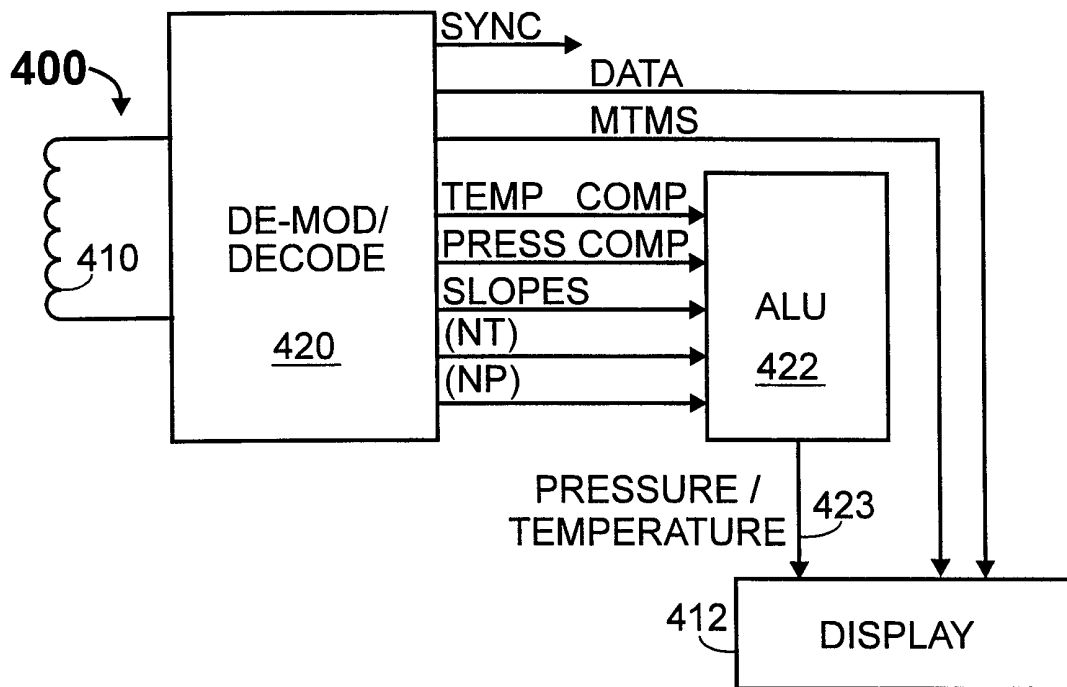 SYNC
400
DATA
MTMS
TEMP COMP
DE-MOD/
DECODE
PRESS COMP
410
SLOPES
ALU
420
(NT)
422
(NP)
PRESSURE /
TEMPERATURE
423
412
DISPLAY